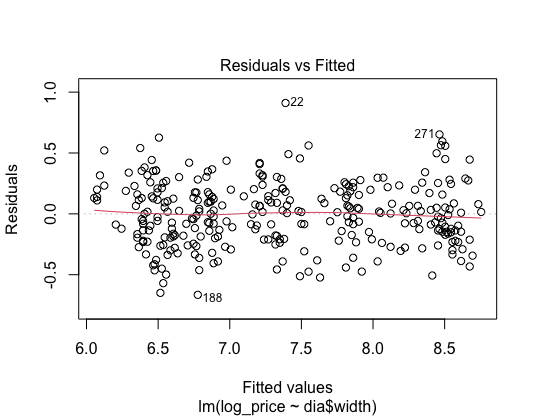 Residuals vs Fitted
Residuals
1.0
0.5
0.0
-0.5
22
271
188
6.0 6.5 7.0 7.5 8.0 8.5
Fitted values
lm(log_price ~ dia$width)